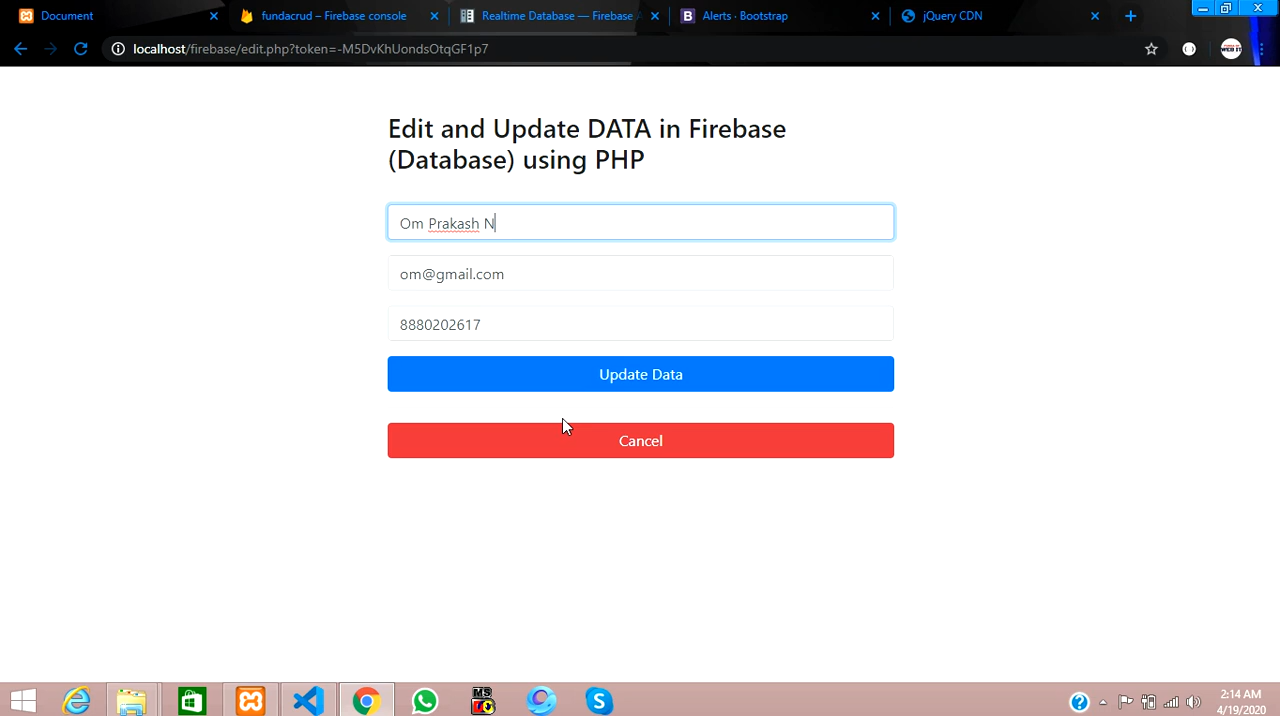 Document
fundacrud – Firebase console
Realtime Database — Firebase
B Alerts · Bootstrap
jQuery CDN
localhost/firebase/edit.php?token=-M5DvKhUondsOtqGF1p7
Edit and Update DATA in Firebase
(Database) using PHP
Om Prakash N
om@gmail.com
8880202617
Update Data
Cancel
2:14 AM
4/19/2020